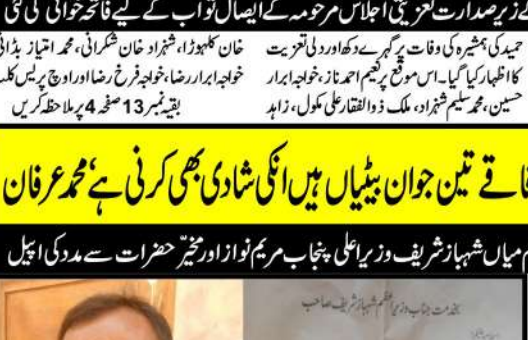 زیر صدارت تعزیتی اجلاس مرحومہ کے ایصال ثواب کے لیے فاتحہ خوانی کی گئی
حمید کی ہمشیرہ کی وفات پر گہرے دکھ اور دلی تعزیت
کا اظہار کیا گیا۔ اس موقع پر نعیم احمد ناز، خواجہ ابرار
حسین، محمد سلیم شہزاد، ملک ذوالفقار علی مکول، زاہد
خان کلہوڑا، شہزاد خان شکرانی، محمد امتیاز
خواجہ ابرار رضا، خواجہ فرخ رضا اور اوچ پریس
بقیہ نمبر 13 صفحہ 4 پر ملاحظہ کریں
فاقے تین جوان بیٹیاں ہیں انکی شادی بھی کرنی ہے، محمد عرفان
میاں شہباز شریف وزیر اعلی پنجاب مریم نواز اور مخیر حضرات سے مدد کی اپیل
بخدمت جناب وزیر اعظم شہباز شریف صاحب